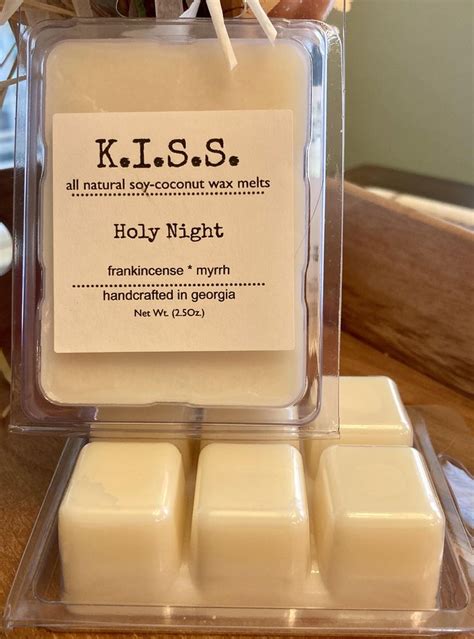 K.I.S.S.
all natural soy-coconut wax melts
Holy Night
frankincense * myrrh
handcrafted in georgia
Net Wt. (2.5Oz.)